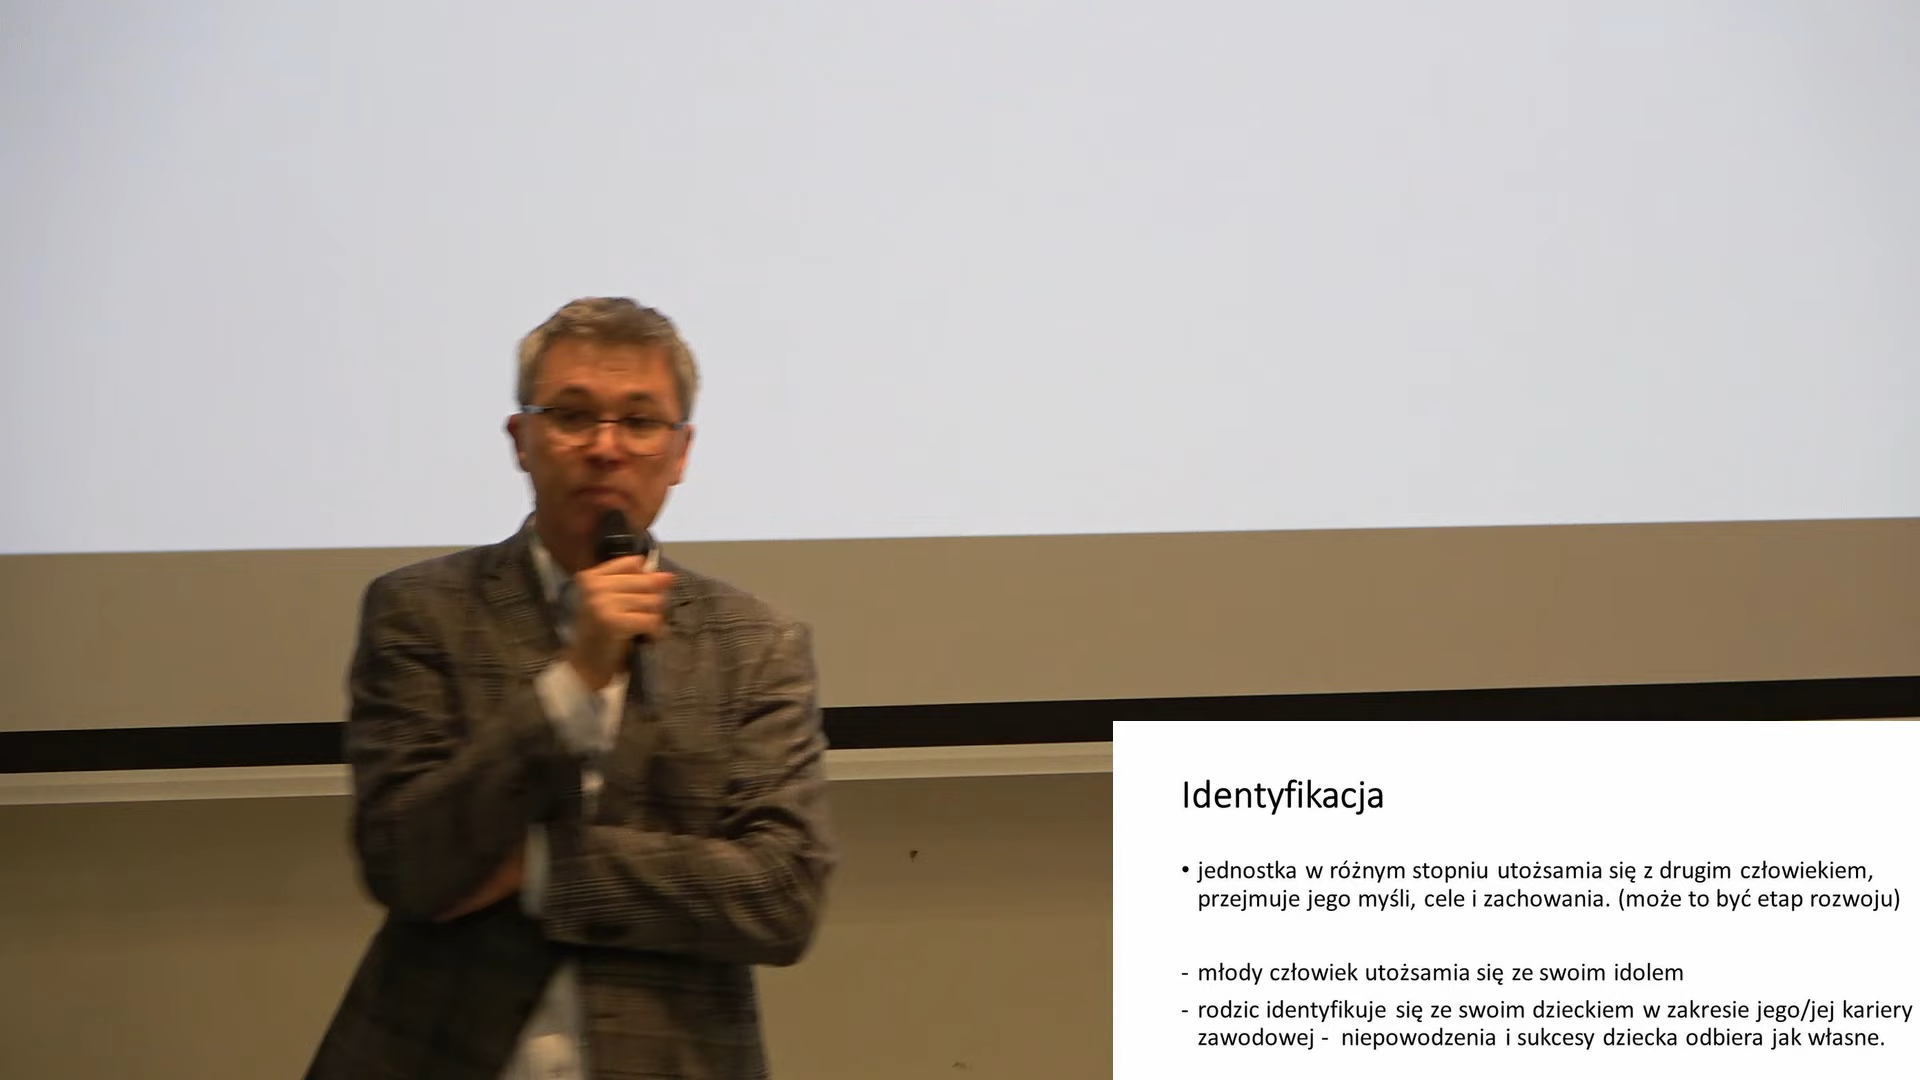 Identyfikacja
• jednostka w różnym stopniu utożsamia się z drugim człowiekiem,
przejmuje jego myśli, cele i zachowania. (może to być etap rozwoju)
- młody człowiek utożsamia się ze swoim idolem
- rodzic identyfikuje się ze swoim dzieckiem w zakresie jego/jej kariery
zawodowej - niepowodzenia i sukcesy dziecka odbiera jak własne.